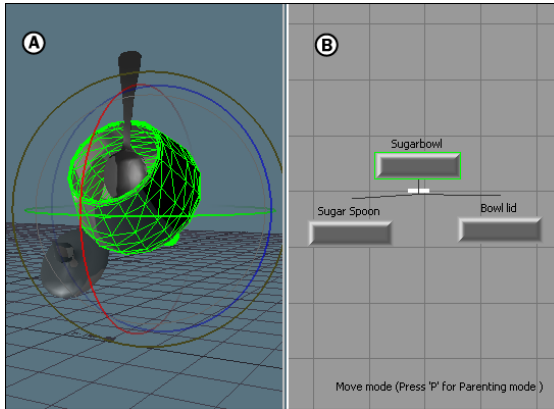 A
B
Sugarbowl
Sugar Spoon
Bowl lid
Move mode (Press 'P' for Parenting mode )